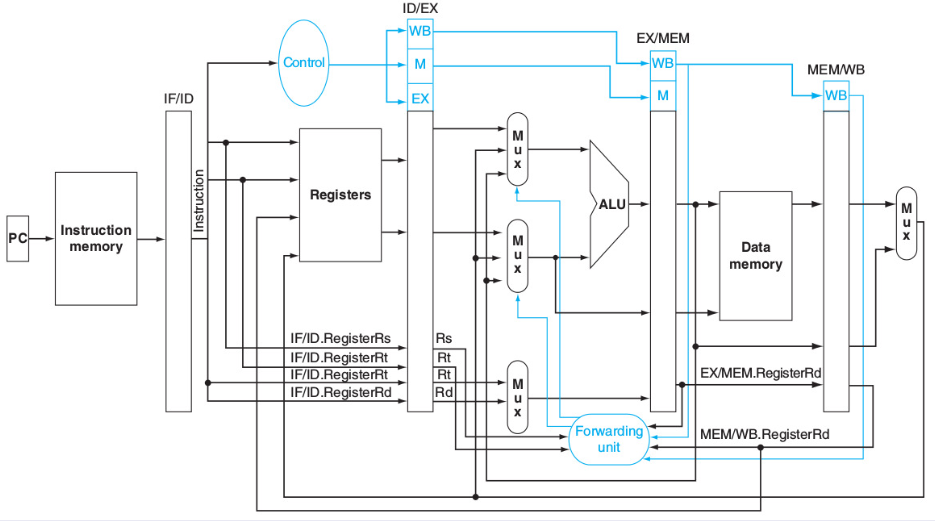 ID/EX
WB
EX/MEM
Control
M
WB
MEM/WB
IF/ID
EX
M
WB
Mux
Registers
Instruction
ALU
PC
Instruction
memory
Mux
Data
memory
Mux
IF/ID.RegisterRs
Rs
IF/ID.RegisterRt
Rt
IF/ID.RegisterRt
Rt
IF/ID.RegisterRd
Rd
Mux
EX/MEM.RegisterRd
Forwarding
unit
MEM/WB.RegisterRd